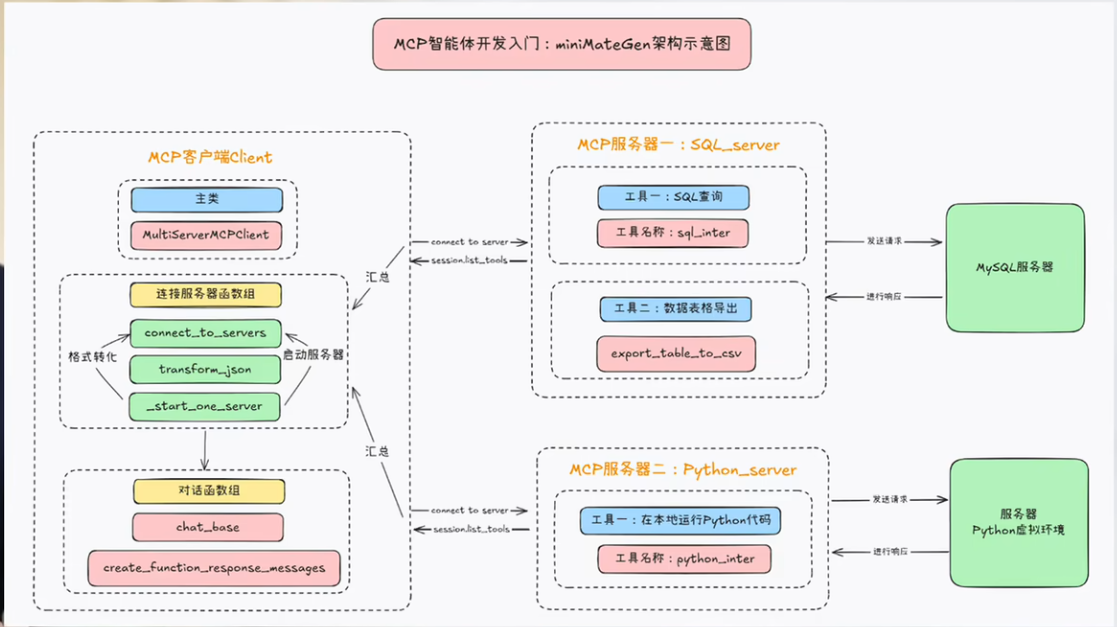 MCP智能体开发入门：miniMateGen架构示意图
MCP客户端Client
主类
MultiServerMCPClient
连接服务器函数组
connect_to_servers
格式转化
启动服务器
transform_json
_start_one_server
对话函数组
chat_base
create_function_response_messages
汇总
connect to server
session.list_tools
汇总
connect to server
session.list_tools
MCP服务器一：SQL_server
工具一：SQL查询
工具名称：sql_inter
工具二：数据表格导出
export_table_to_csv
发送请求
进行响应
MySQL服务器
MCP服务器二：Python_server
工具一：在本地运行Python代码
工具名称：python_inter
发送请求
进行响应
服务器
Python虚拟环境